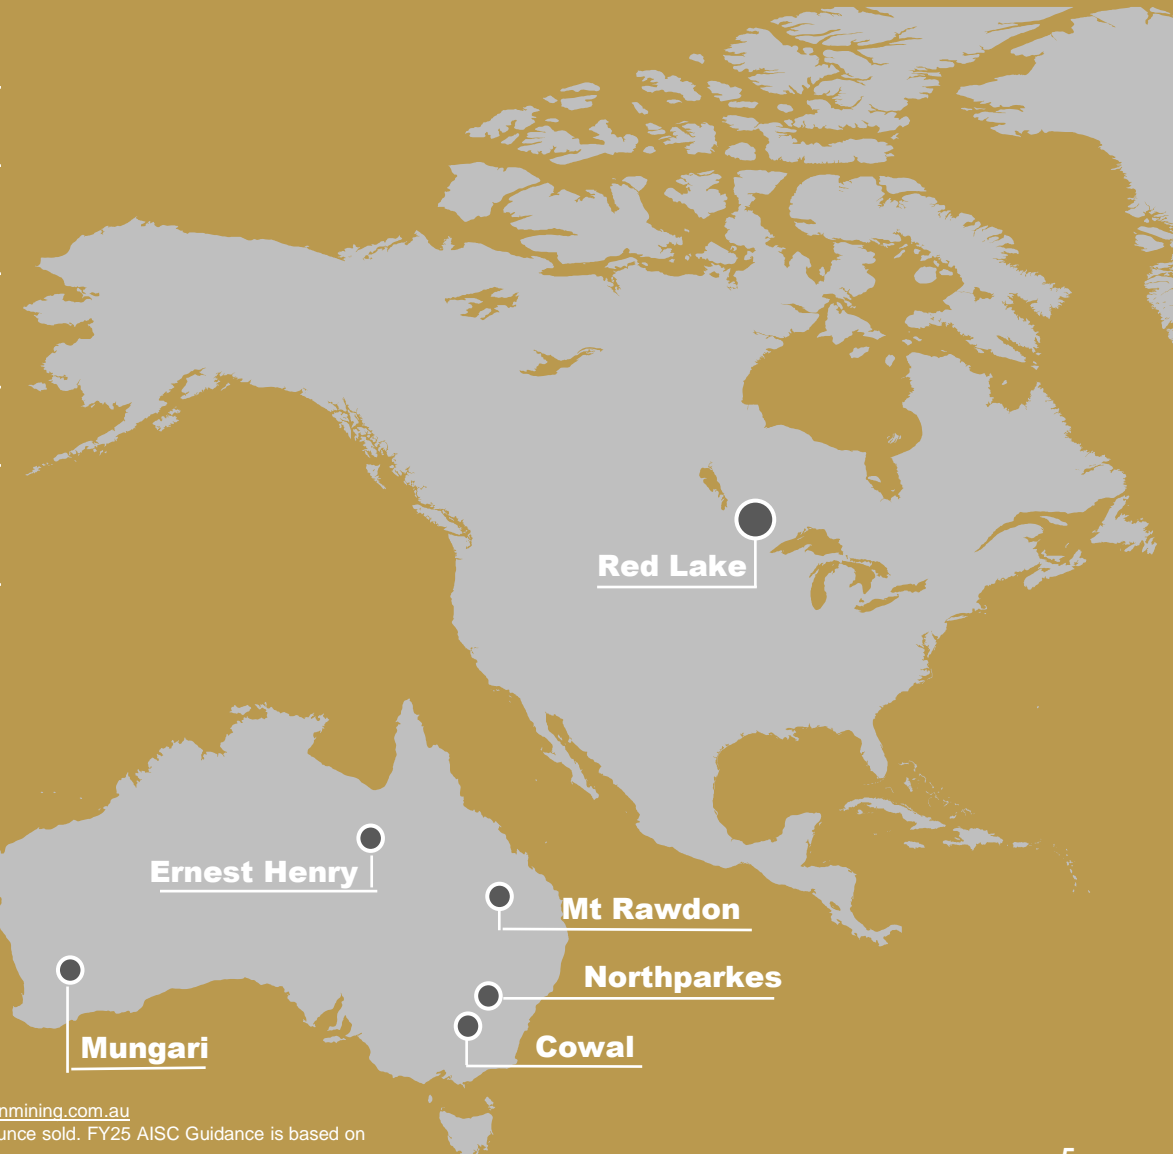 Red Lake
Ernest Henry
Mt Rawdon
Northparkes
Mungari
Cowal
nmining.com.au
unce sold. FY25 AISC Guidance is based on